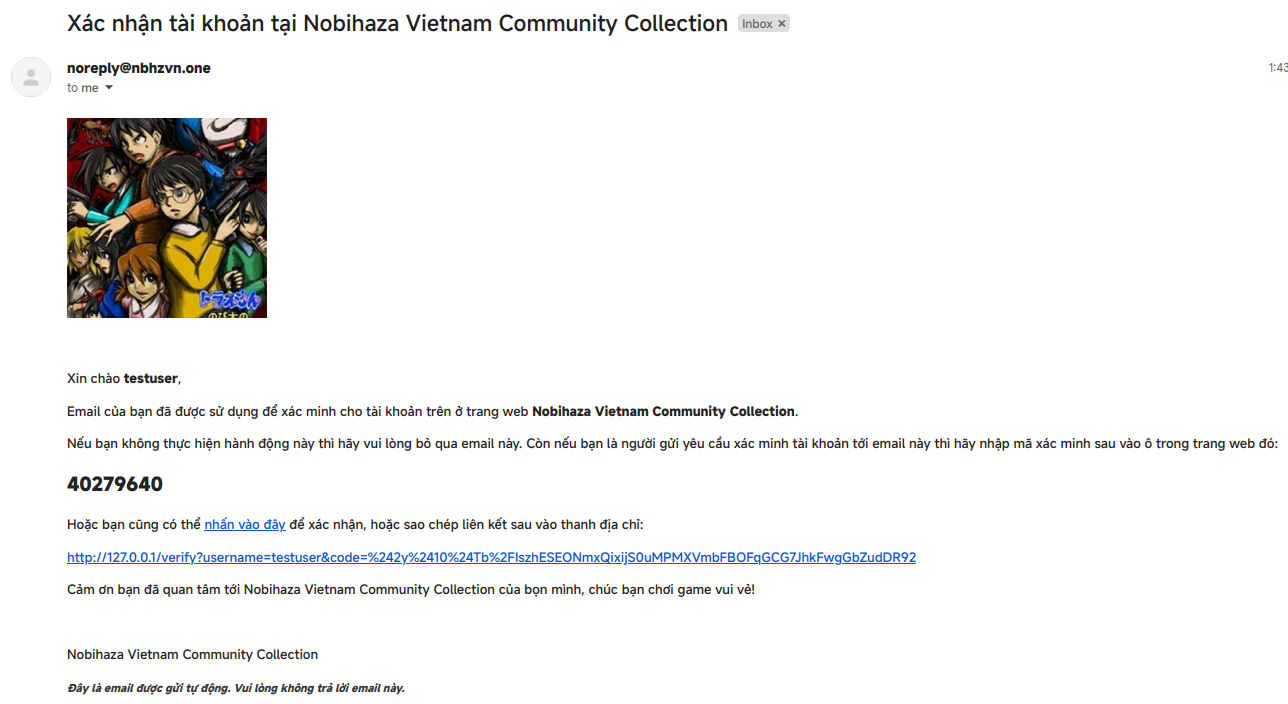 Xác nhận tài khoản tại Nobihaza Vietnam Community Collection Inbox ×
noreply@nbhzvn.one 1:43
to me
ドラえもん
のび太の
Xin chào testuser,
Email của bạn đã được sử dụng để xác minh cho tài khoản trên ở trang web Nobihaza Vietnam Community Collection.
Nếu bạn không thực hiện hành động này thì hãy vui lòng bỏ qua email này. Còn nếu bạn là người gửi yêu cầu xác minh tài khoản tới email này thì hãy nhập mã xác minh sau vào ô trong trang web đó:
40279640
Hoặc bạn cũng có thể nhấn vào đây để xác nhận, hoặc sao chép liên kết sau vào thanh địa chỉ:
http://127.0.0.1/verify?username=testuser&code=%242y%2410%24Tb%2FIszhESEONmxQixijS0uMPMXVmbFBOFqGCG7JhkFwgGbZudDR92
Cảm ơn bạn đã quan tâm tới Nobihaza Vietnam Community Collection của bọn mình, chúc bạn chơi game vui vẻ!
Nobihaza Vietnam Community Collection
Đây là email được gửi tự động. Vui lòng không trả lời email này.